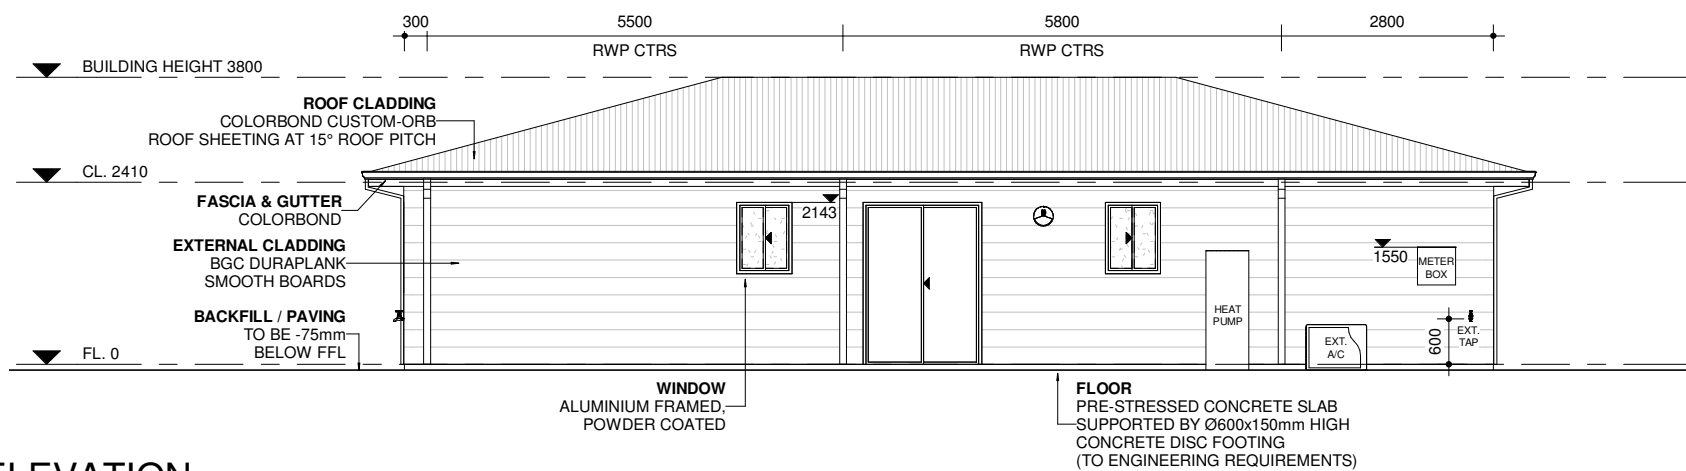 300
5500
5800
2800
RWP CTRS
RWP CTRS
BUILDING HEIGHT 3800
ROOF CLADDING
COLORBOND CUSTOM-ORB
ROOF SHEETING AT 15° ROOF PITCH
CL. 2410
FASCIA & GUTTER
COLORBOND
2143
EXTERNAL CLADDING
BGC DURAPLANK
SMOOTH BOARDS
1550
METER
BOX
BACKFILL / PAVING
TO BE -75mm
BELOW FFL
HEAT
PUMP
EXT.
A/C
600
EXT.
TAP
FL. 0
WINDOW
ALUMINIUM FRAMED,
POWDER COATED
FLOOR
PRE-STRESSED CONCRETE SLAB
SUPPORTED BY Ø600x150mm HIGH
CONCRETE DISC FOOTING
(TO ENGINEERING REQUIREMENTS)
ELEVATION